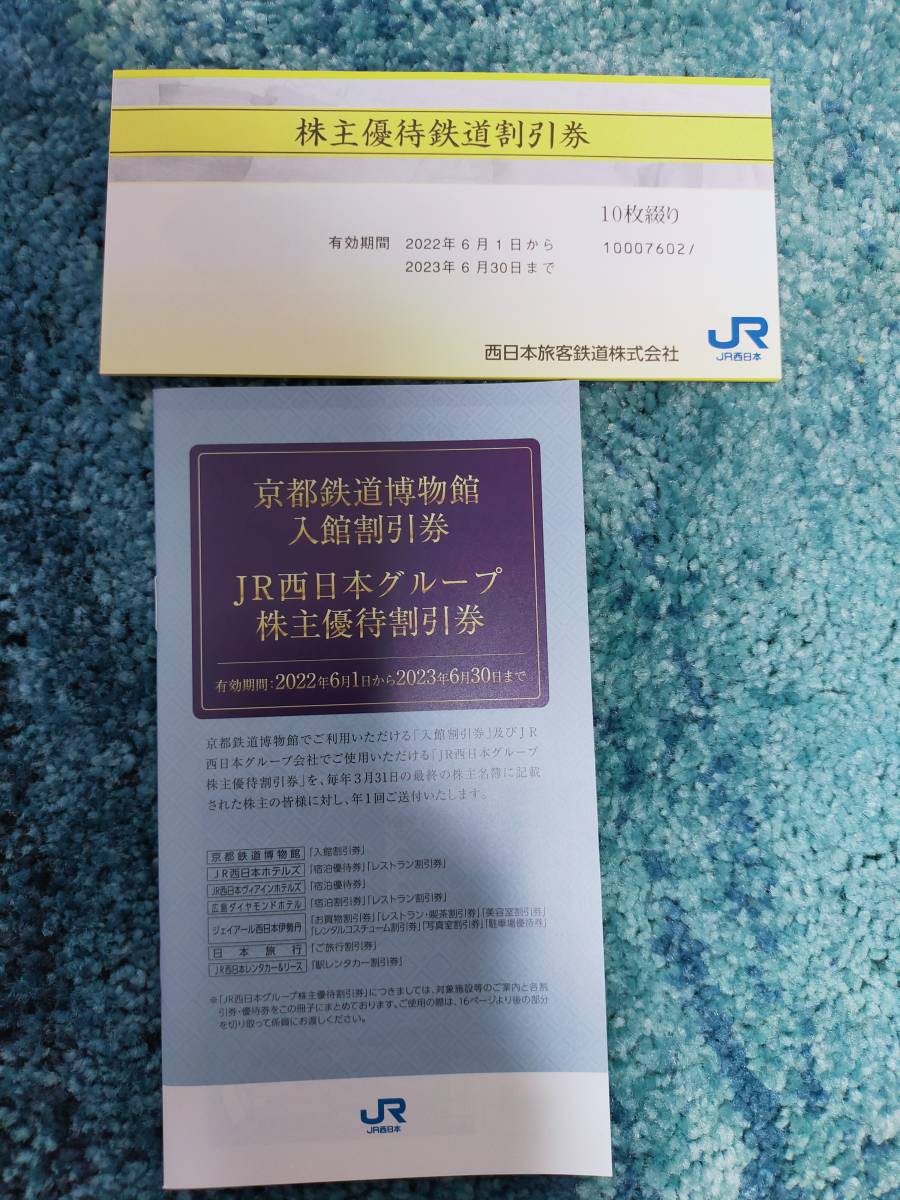 株主優待鉄道割引券
10枚綴り
有効期間 2022年6月1日から 10007602/
2023年6月30日まで
西日本旅客鉄道株式会社
JR
JR西日本
京都鉄道博物館
入館割引券
JR西日本グループ
株主優待割引券
有効期間:2022年6月1日から2023年6月30日まで
京都鉄道博物館でご利用いただける「入館割引券」及びJR
西日本グループ会社でご使用いただける「JR西日本グループ
株主優待割引券」を、毎年3月31日の最終の株主名簿に記載
された株主の皆様に対し、年1回ご送付いたします。
京都鉄道博物館 「入館割引券」
JR西日本ホテルズ 「宿泊優待券」「レストラン割引券」
JR西日本ヴィアインホテルズ 「宿泊優待券」
広島ダイヤモンドホテル 「宿泊割引券」「レストラン割引券」
ジェイアール西日本伊勢丹 「お買物割引券」「レストラン・喫茶割引券」「美容室割引券」
「レンタルコスチューム割引券」「写真室割引券」「駐車場優待券」
日本旅行 「ご旅行割引券」
JR西日本レンタカー&リース 「駅レンタカー割引券」
※「JR西日本グループ株主優待割引券」につきましては、対象施設等のご案内と各割
引券・優待券をこの冊子にまとめております。ご使用の際は、16ページより後の部分
を切り取って係員にお渡しください。
JR
JR西日本